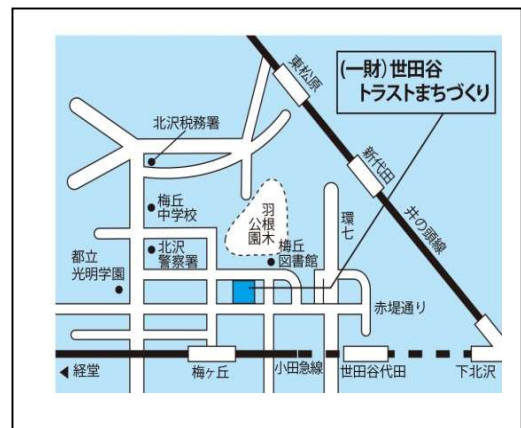 (一財)世田谷
トラストまちづくり
東松原
北沢税務署
新代田
梅丘
中学校
羽根木
公園
環七
井の頭線
北沢
警察署
梅丘
図書館
都立
光明学園
赤堤通り
◀ 経堂
梅ヶ丘
小田急線
世田谷代田
下北沢